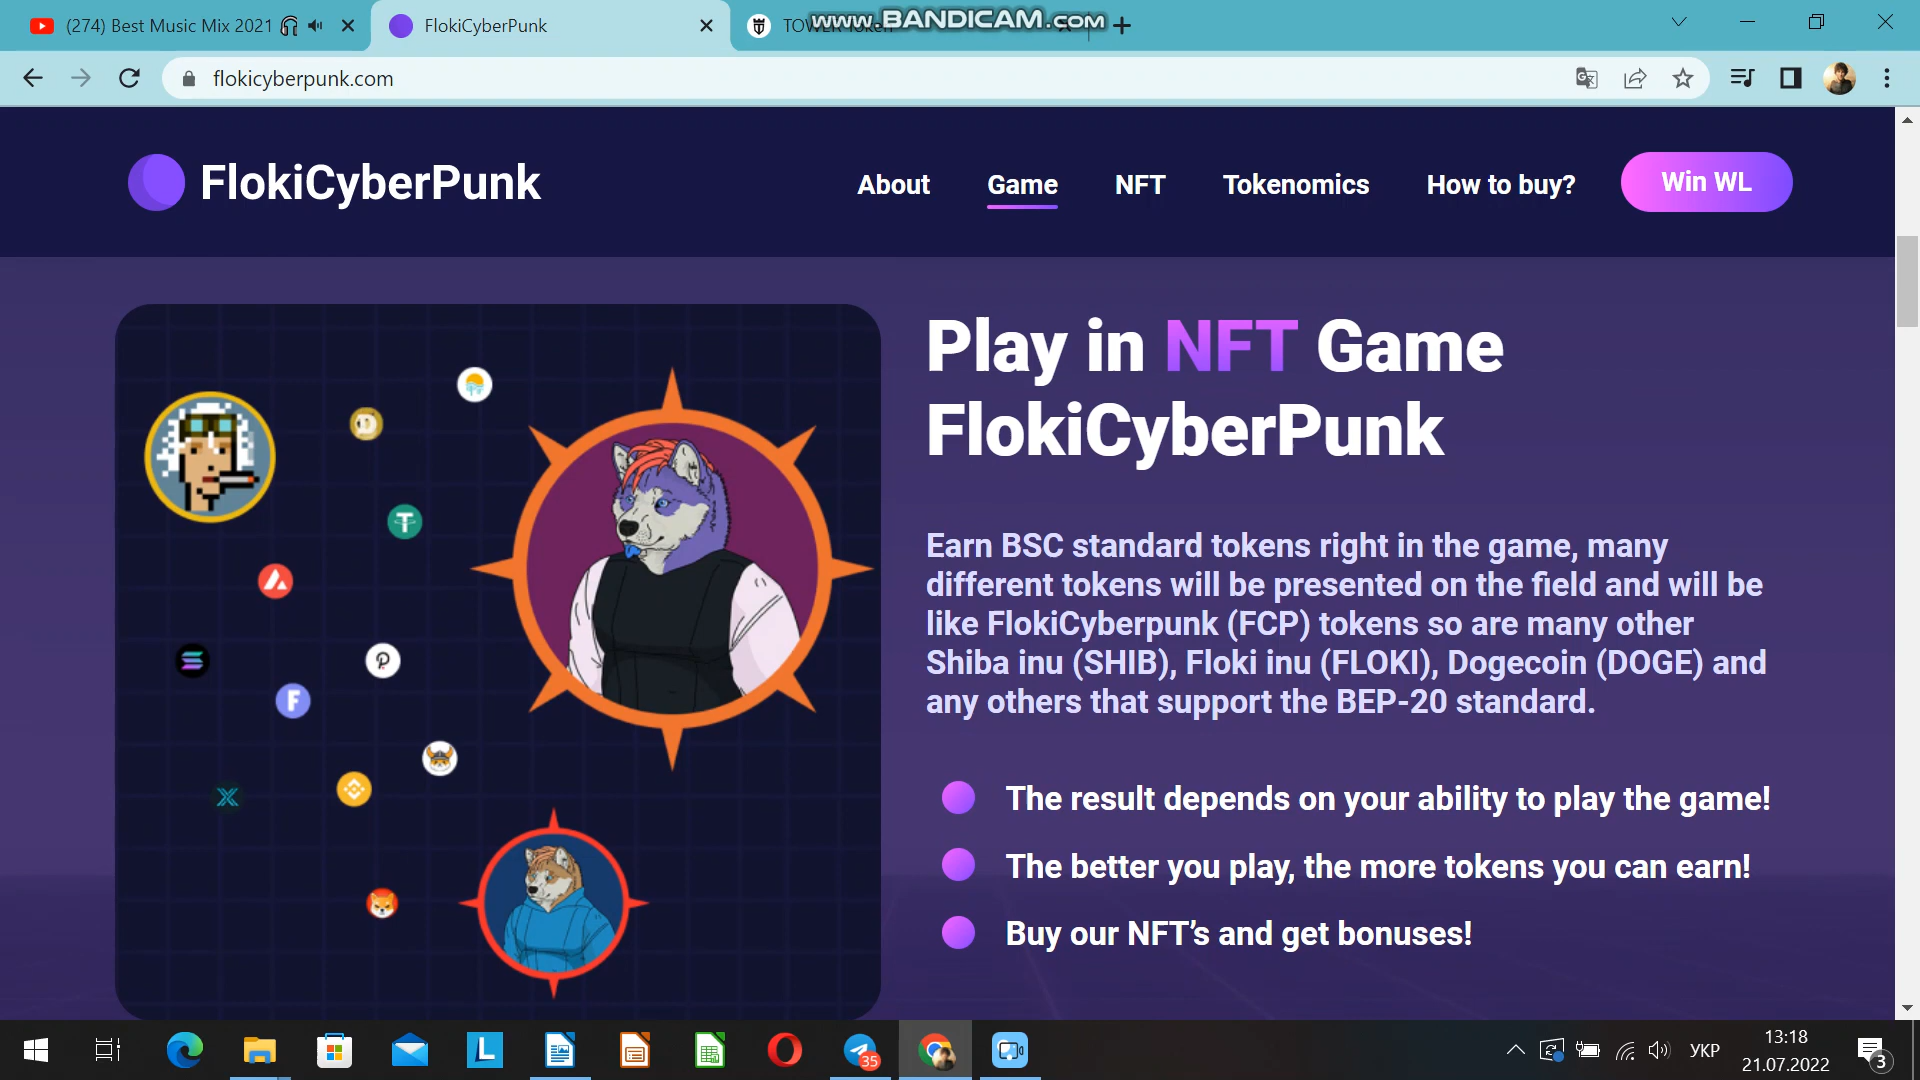 (274) Best Music Mix 2021
FlokiCyberPunk
TOWER Token
www.BANDICAM.com
flokicyberpunk.com
FlokiCyberPunk
About
Game
NFT
Tokenomics
How to buy?
Win WL
Play in NFT Game
FlokiCyberPunk
Earn BSC standard tokens right in the game, many
different tokens will be presented on the field and will be
like FlokiCyberpunk (FCP) tokens so are many other
Shiba inu (SHIB), Floki inu (FLOKI), Dogecoin (DOGE) and
any others that support the BEP-20 standard.
The result depends on your ability to play the game!
The better you play, the more tokens you can earn!
Buy our NFT's and get bonuses!
35
УКР
13:18
21.07.2022
3